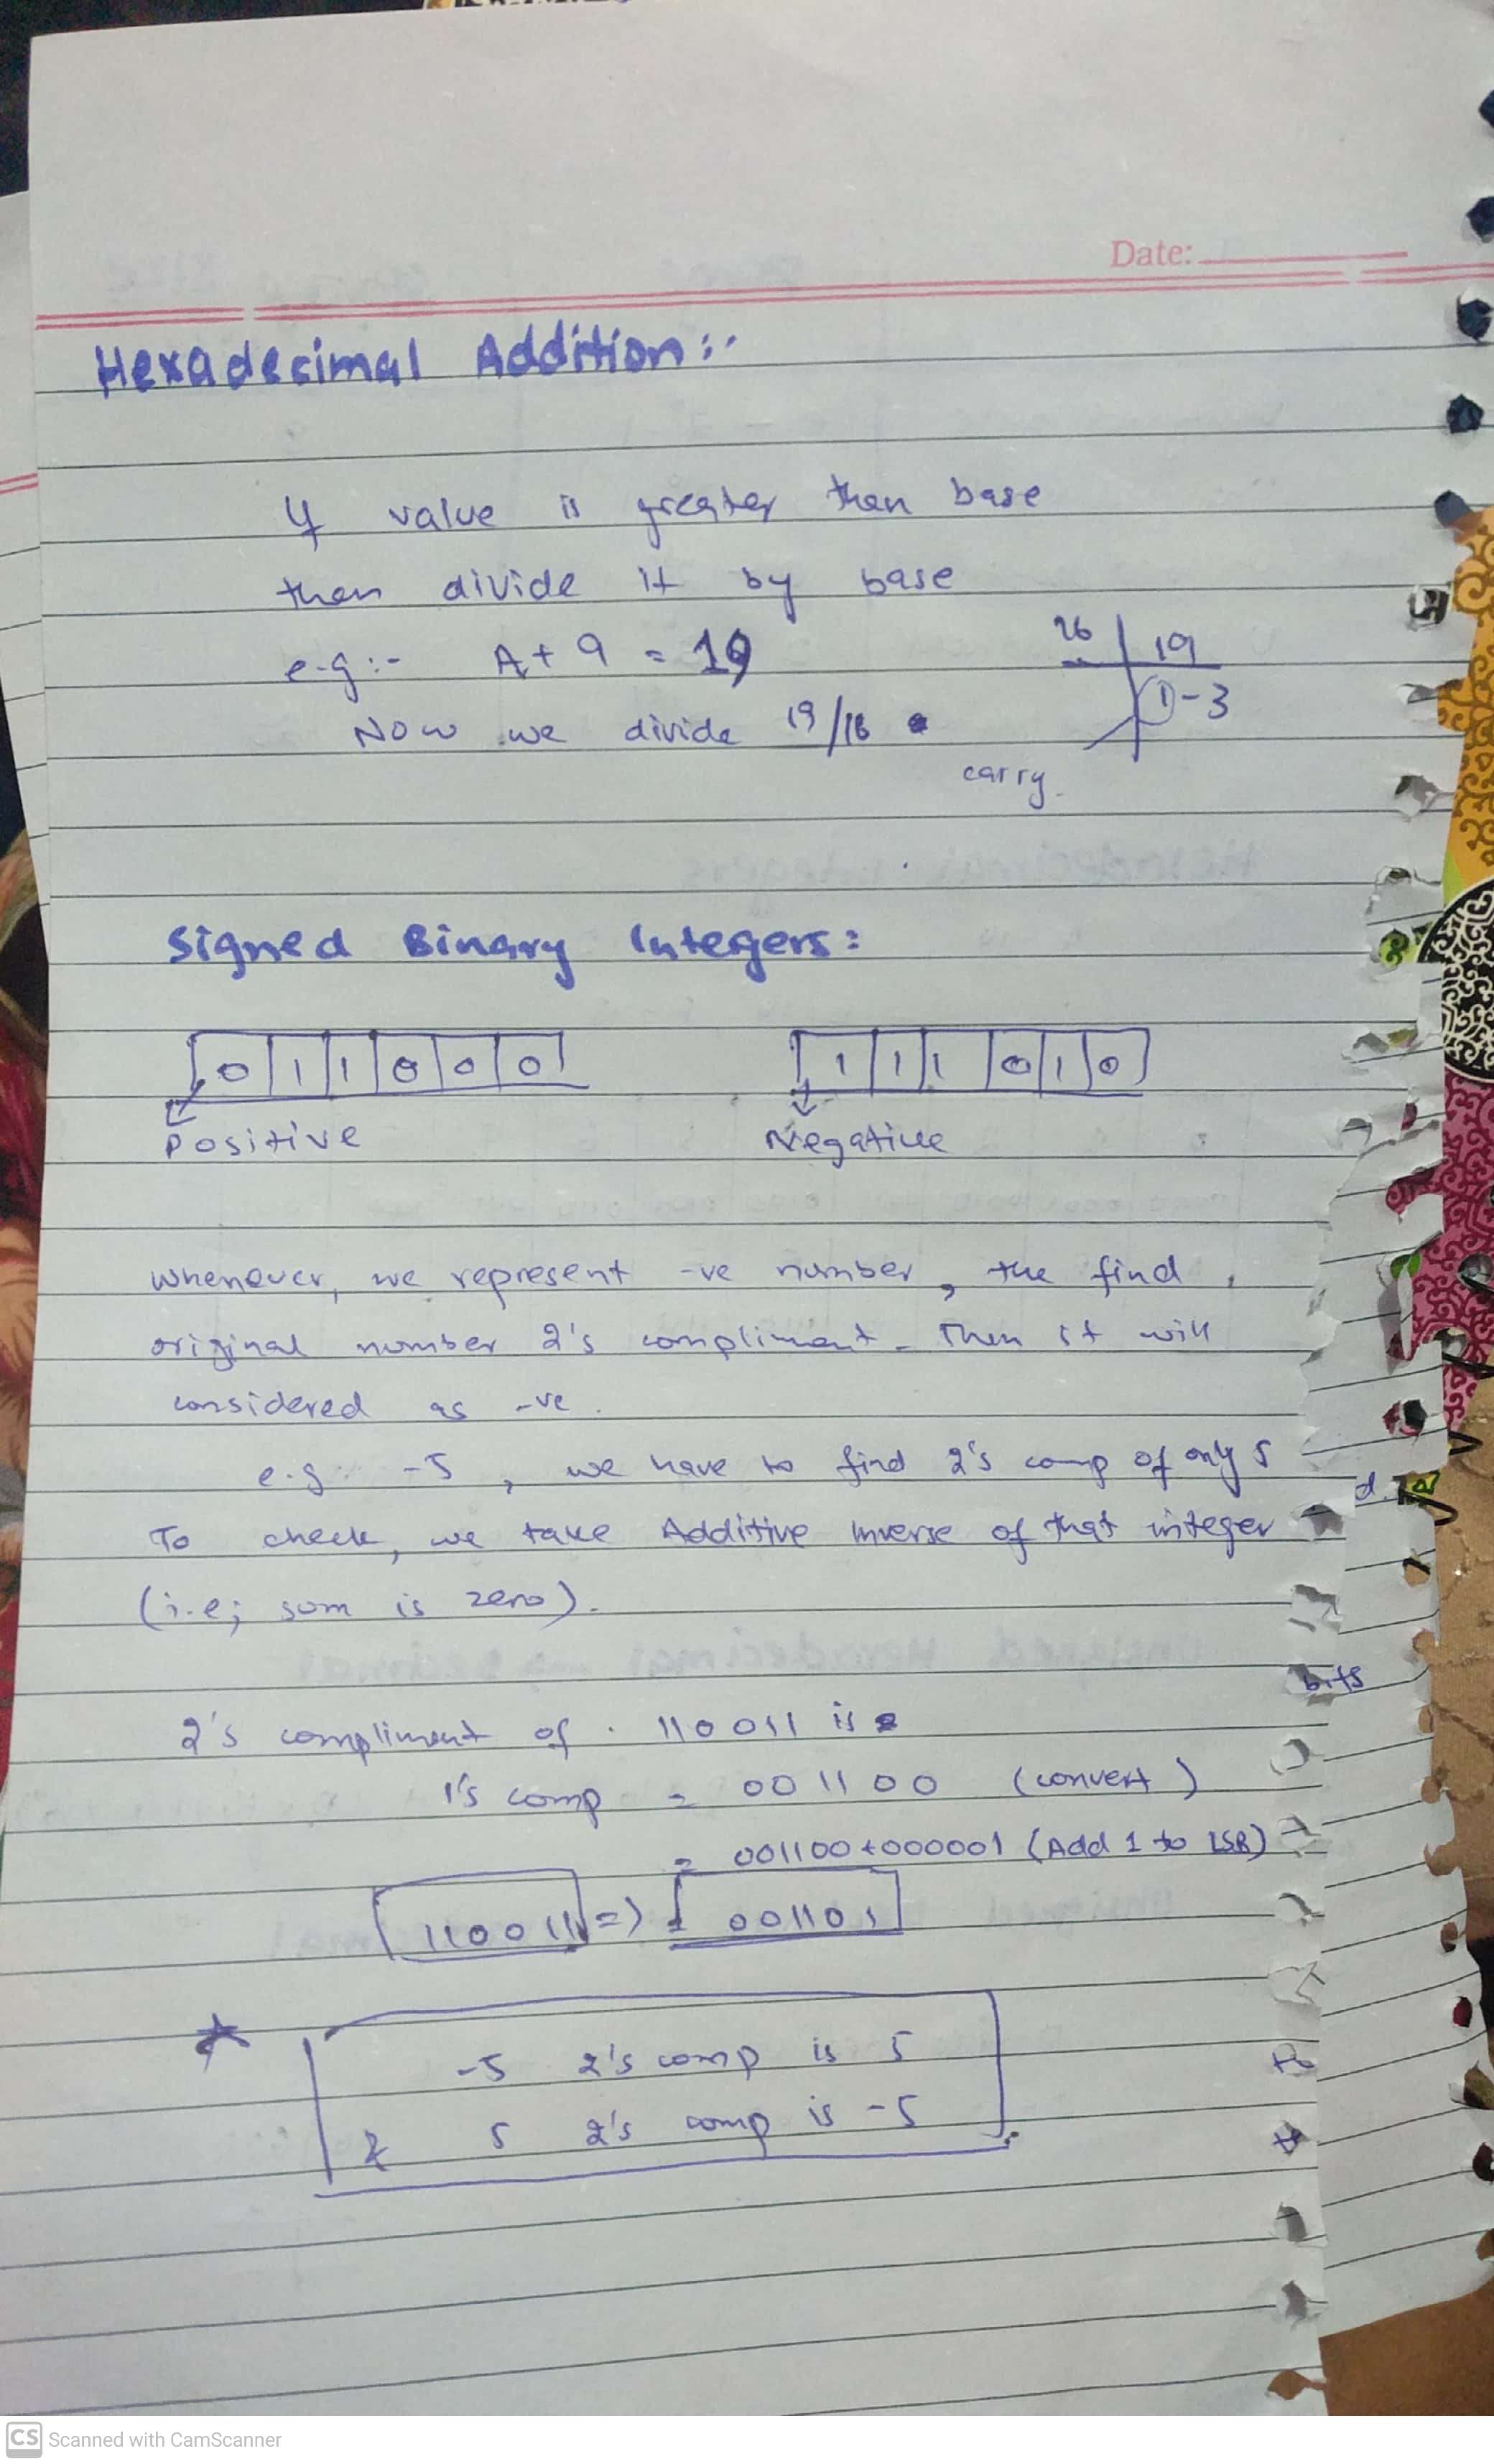 Date:
Hexadecimal Addition:-
If value is greater than base
then divide it by base
e-g:- A + 9 = 19
16 | 19
Now we divide 19/16
①-3
carry
Signed Binary Integers:
0 1 1 0 0 0
1 1 1 0 1 0
Positive
Negative
Whenever, we represent -ve number, the find
original number 2's compliment. Then it will
considered as -ve.
e.g: -5, we have to find 2's comp of only 5
d.
To check, we take Additive Inverse of that integer
(i.e; sum is zero).
bits
2's compliment of 110011 is
1's comp = 001100 (convert)
= 001100+000001 (Add 1 to LSB)
110011 => 001101
-5 2's comp is 5
to
& 5 2's comp is -5
CS Scanned with CamScanner